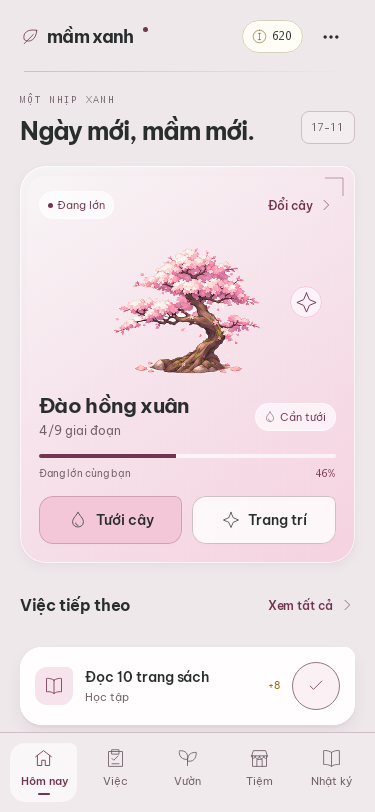 mầm xanh
620
MỘT NHỊP XANH
Ngày mới, mầm mới.
17–11
Đang lớn
Đổi cây
Đào hồng xuân
4/9 giai đoạn
Cần tưới
Đang lớn cùng bạn
46%
Tưới cây
Trang trí
Việc tiếp theo
Xem tất cả
Đọc 10 trang sách
Học tập
+8
Hôm nay
Việc
Vườn
Tiệm
Nhật ký